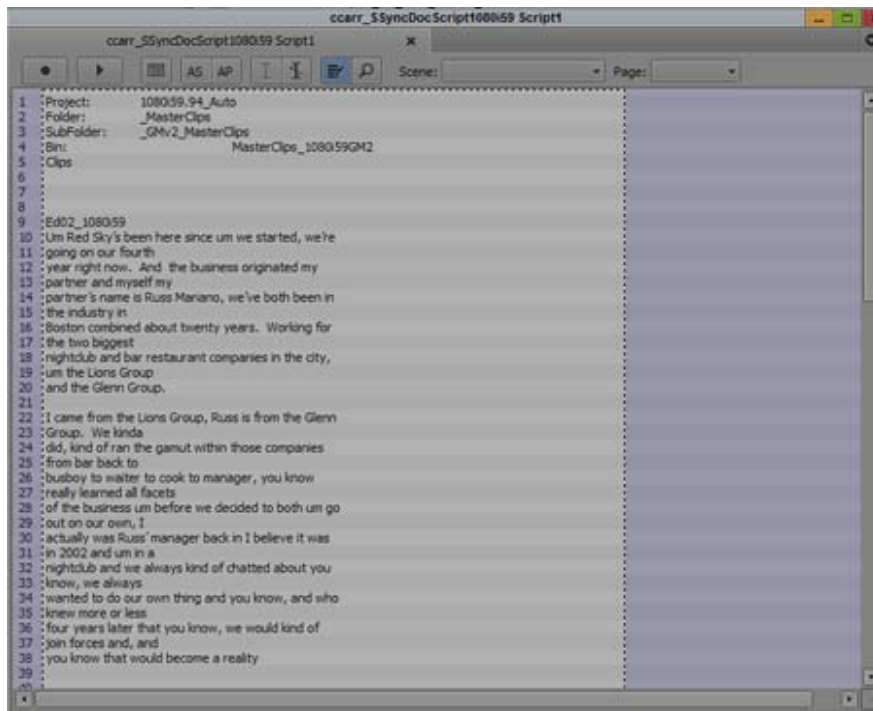 ccarr_SSyncDocScript1080i59 Script1
ccarr_SSyncDocScript1080i59 Script1 x
AS AP Scene: Page:
1 Project: 1080i59.94_Auto
2 Folder: _MasterClips
3 SubFolder: _GMv2_MasterClips
4 Bin: MasterClips_1080i59GM2
5 Clips
6
7
8
9 Ed02_1080i59
10 Um Red Sky's been here since um we started, we're
11 going on our fourth
12 year right now.  And  the business originated my
13 partner and myself my
14 partner's name is Russ Mariano, we've both been in
15 the industry in
16 Boston combined about twenty years.  Working for
17 the two biggest
18 nightclub and bar restaurant companies in the city,
19 um the Lions Group
20 and the Glenn Group.
21
22 I came from the Lions Group, Russ is from the Glenn
23 Group.  We kinda
24 did, kind of ran the gamut within those companies
25 from bar back to
26 busboy to waiter to cook to manager, you know
27 really learned all facets
28 of the business um before we decided to both um go
29 out on our own, I
30 actually was Russ' manager back in I believe it was
31 in 2002 and um in a
32 nightclub and we always kind of chatted about you
33 know, we always
34 wanted to do our own thing and you know, and who
35 knew more or less
36 four years later that you know, we would kind of
37 join forces and, and
38 you know that would become a reality
39